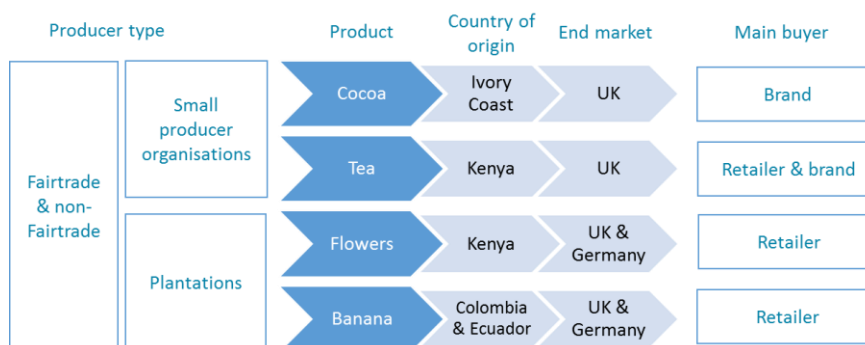 Producer type
Product
Country of
origin
End market
Main buyer
Fairtrade
& non-
Fairtrade
Small
producer
organisations
Plantations
Cocoa
Ivory
Coast
UK
Brand
Tea
Kenya
UK
Retailer & brand
Flowers
Kenya
UK &
Germany
Retailer
Banana
Colombia
& Ecuador
UK &
Germany
Retailer